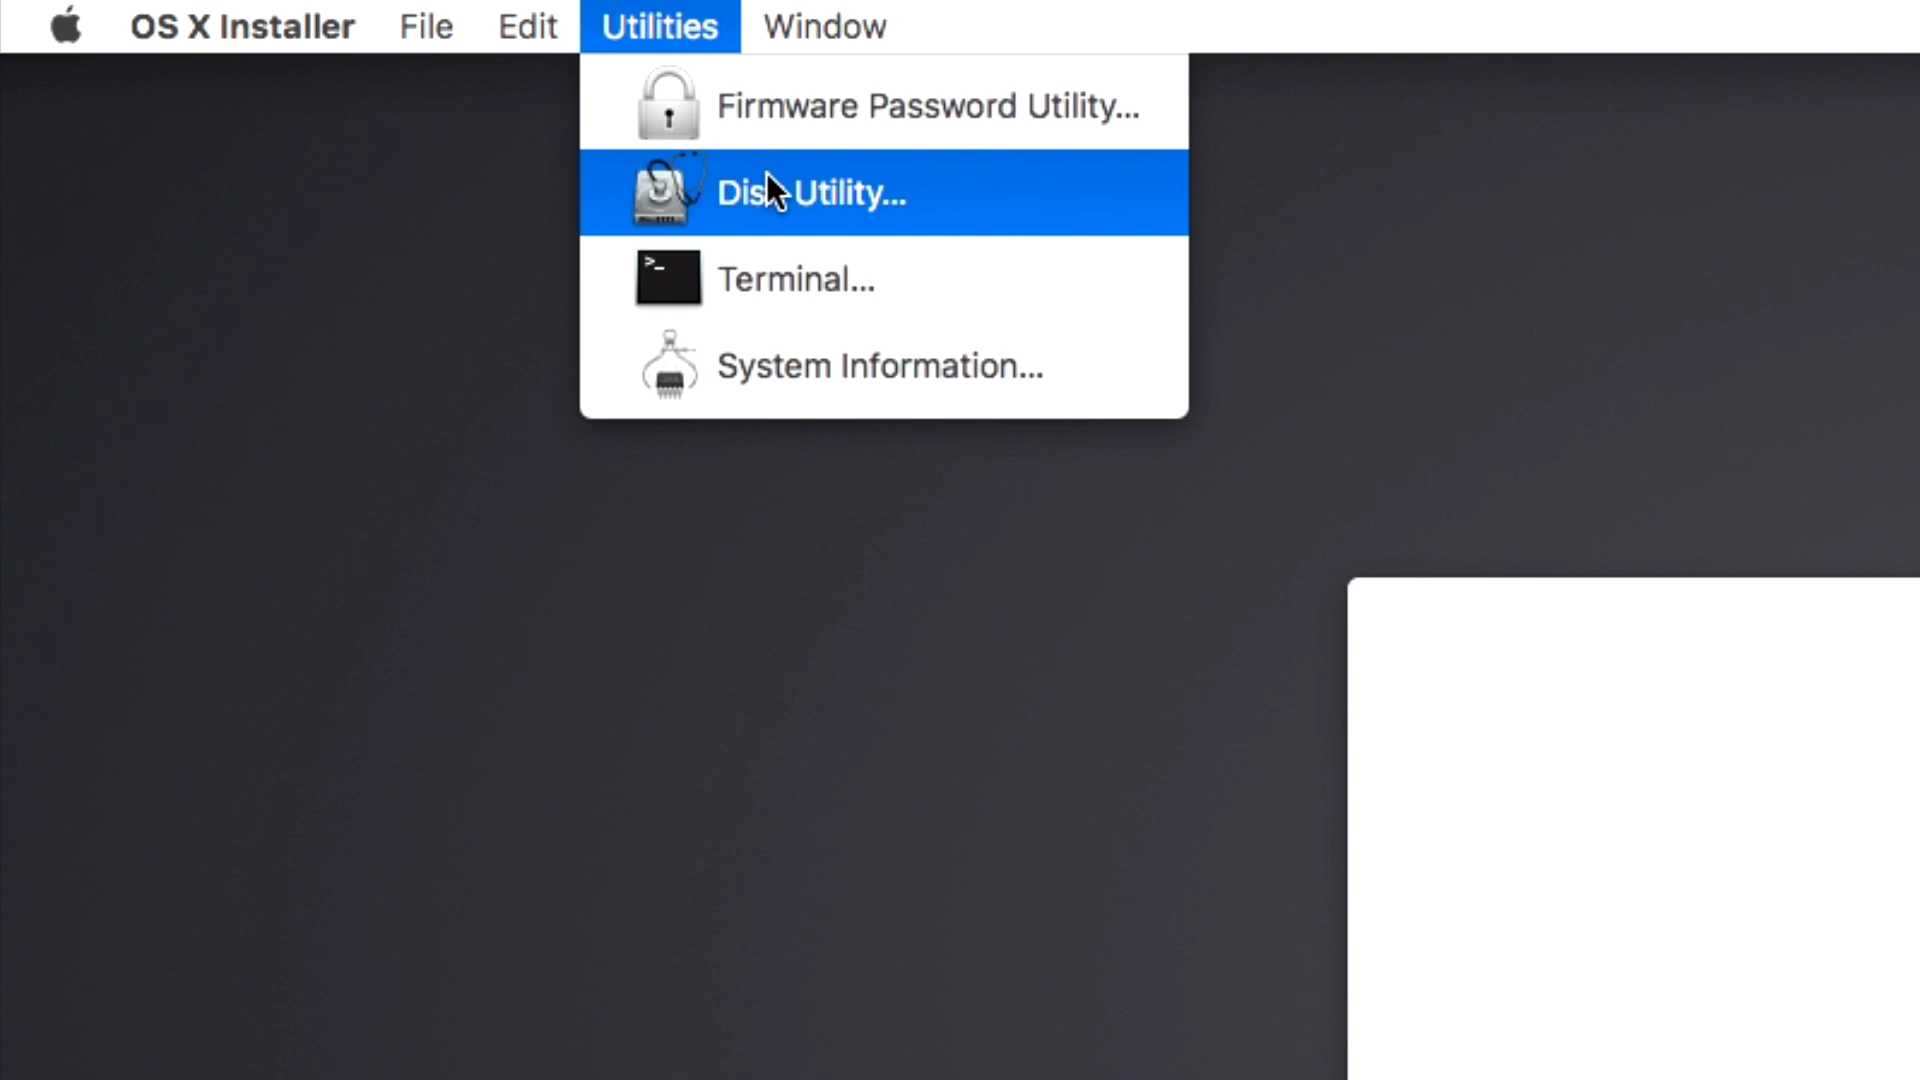 OS X Installer File Edit Utilities Window
Firmware Password Utility...
Disk Utility...
>_
Terminal...
System Information...